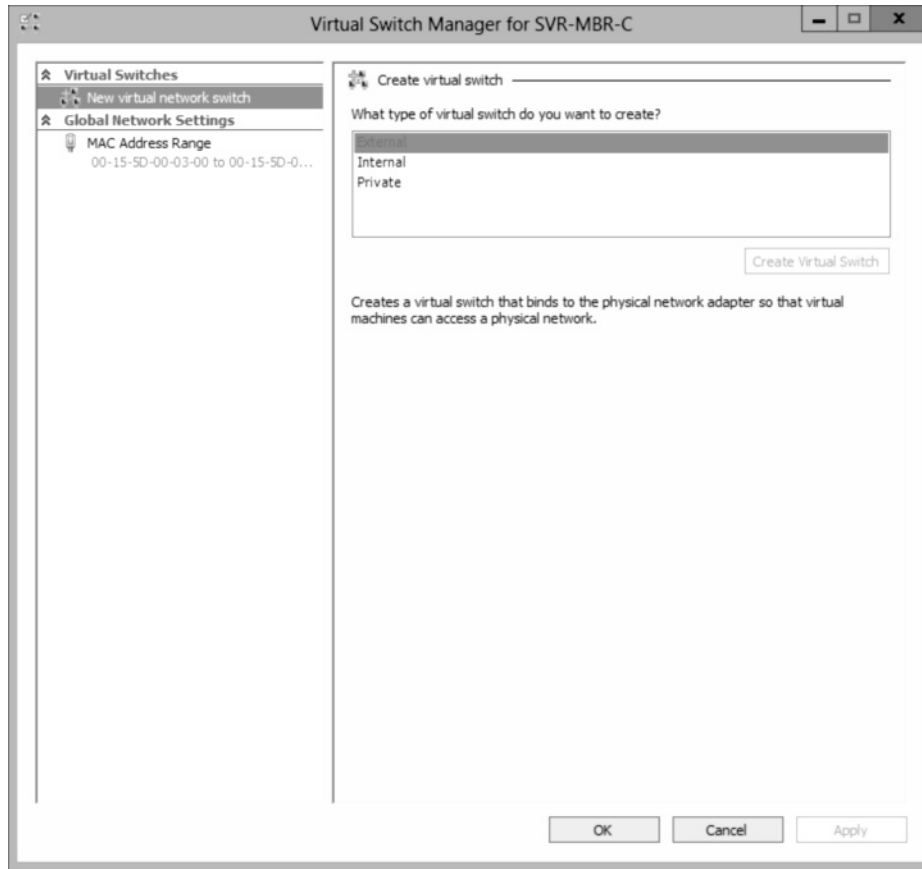 Virtual Switch Manager for SVR-MBR-C
Virtual Switches
New virtual network switch
Global Network Settings
MAC Address Range
00-15-5D-00-03-00 to 00-15-5D-0...
Create virtual switch
What type of virtual switch do you want to create?
External
Internal
Private
Create Virtual Switch
Creates a virtual switch that binds to the physical network adapter so that virtual
machines can access a physical network.
OK
Cancel
Apply